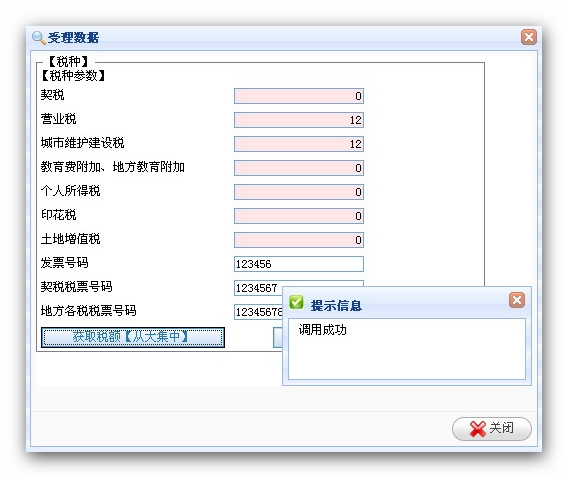 受理数据
【税种】
【税种参数】
契税 0
营业税 12
城市维护建设税 12
教育费附加、地方教育附加 0
个人所得税 0
印花税 0
土地增值税 0
发票号码 123456
契税税票号码 1234567
地方各税税票号码 12345678
获取税额【从大集中】
提示信息
调用成功
关闭